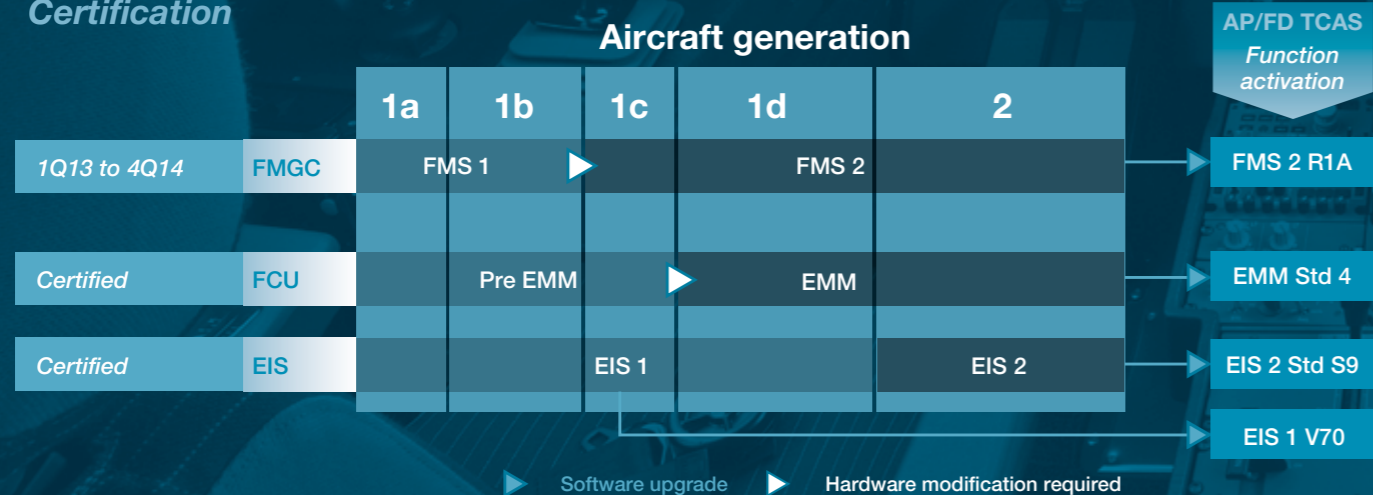 Certification
Aircraft generation
AP/FD TCAS
Function
activation
1a 1b 1c 1d 2
1Q13 to 4Q14 FMGC FMS 1 FMS 2 FMS 2 R1A
Certified FCU Pre EMM EMM EMM Std 4
Certified EIS EIS 1 EIS 2 EIS 2 Std S9
EIS 1 V70
Software upgrade Hardware modification required